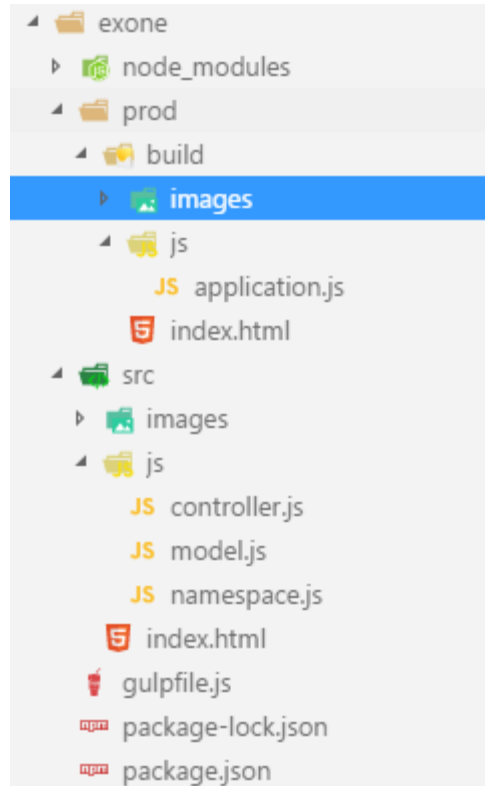 exone
node_modules
prod
build
images
js
JS application.js
index.html
src
images
js
JS controller.js
JS model.js
JS namespace.js
index.html
gulpfile.js
npm package-lock.json
npm package.json